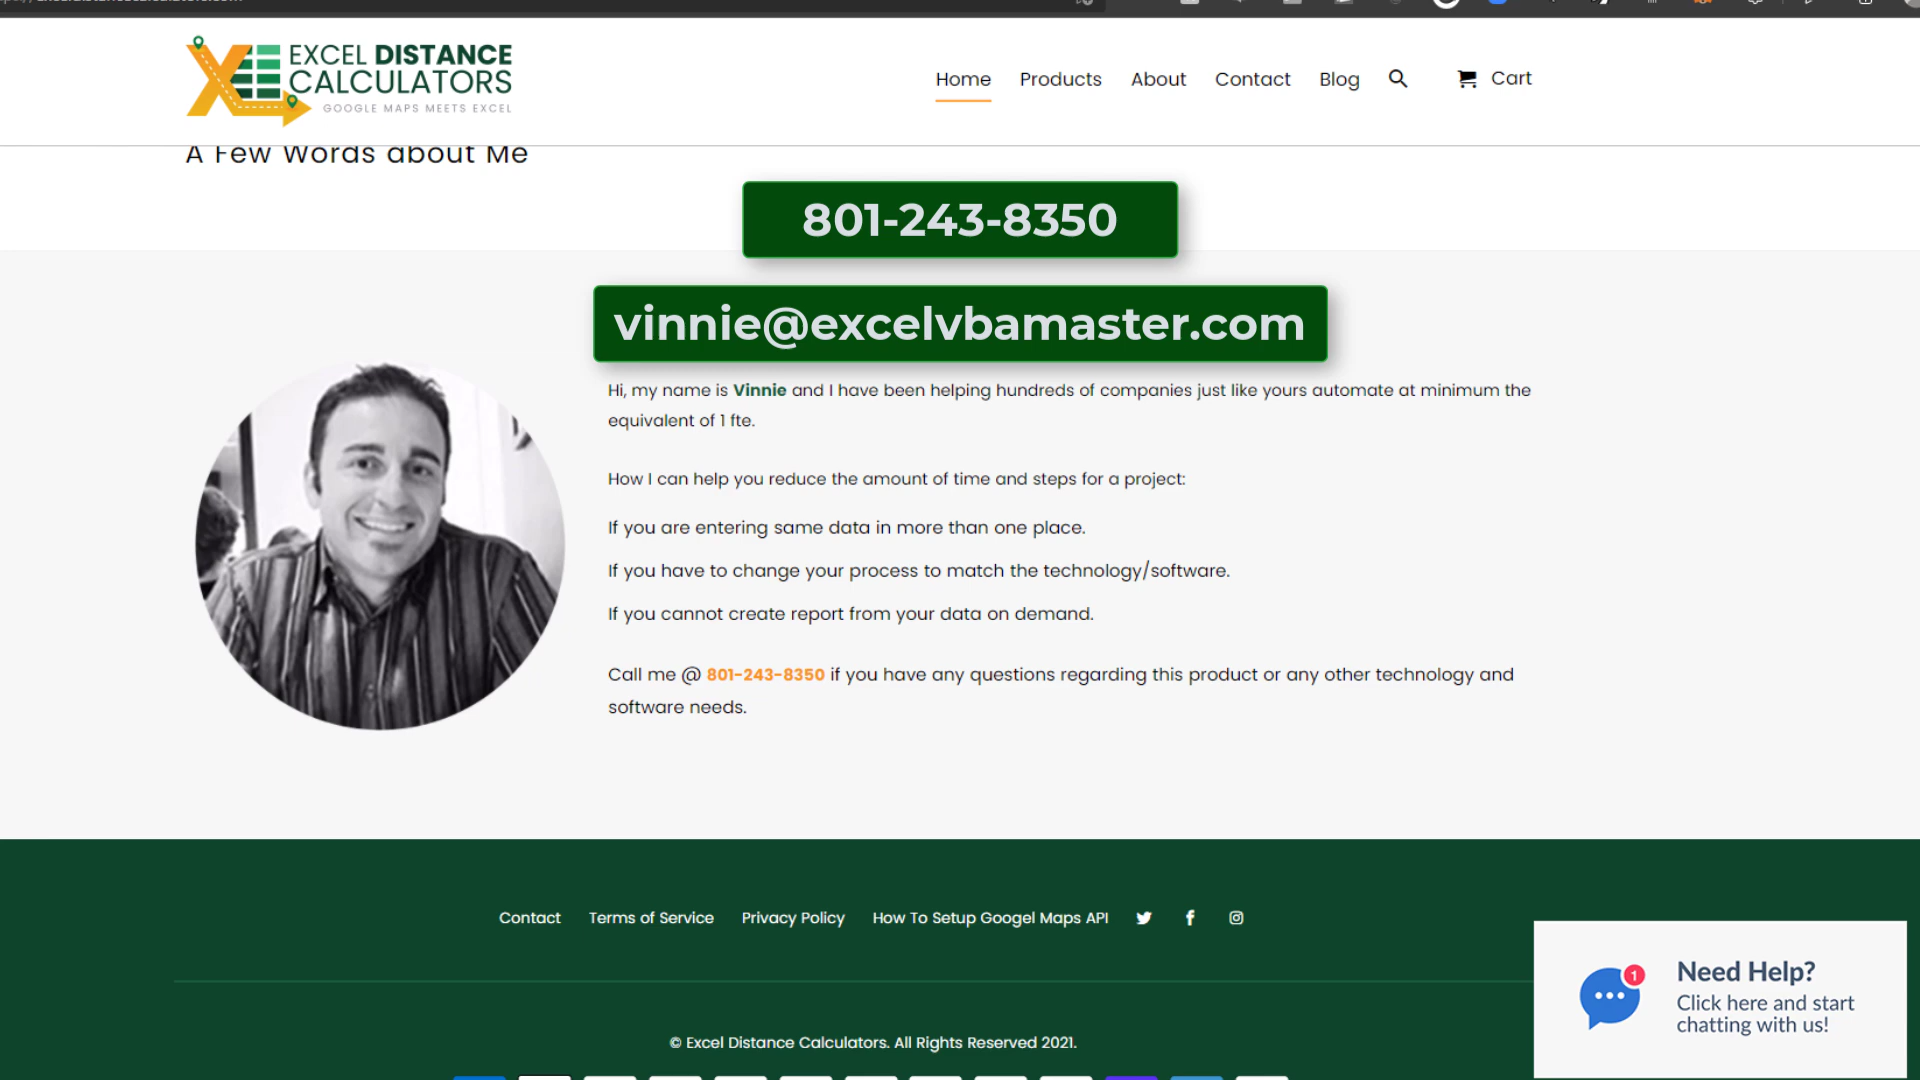 EXCEL DISTANCE
CALCULATORS
GOOGLE MAPS MEETS EXCEL
Home Products About Contact Blog Cart
A Few Words about Me
801-243-8350
vinnie@excelvbamaster.com
Hi, my name is Vinnie and I have been helping hundreds of companies just like yours automate at minimum the
equivalent of 1 fte.
How I can help you reduce the amount of time and steps for a project:
If you are entering same data in more than one place.
If you have to change your process to match the technology/software.
If you cannot create report from your data on demand.
Call me @ 801-243-8350 if you have any questions regarding this product or any other technology and
software needs.
Contact Terms of Service Privacy Policy How To Setup Googel Maps API
1
Need Help?
Click here and start
chatting with us!
© Excel Distance Calculators. All Rights Reserved 2021.